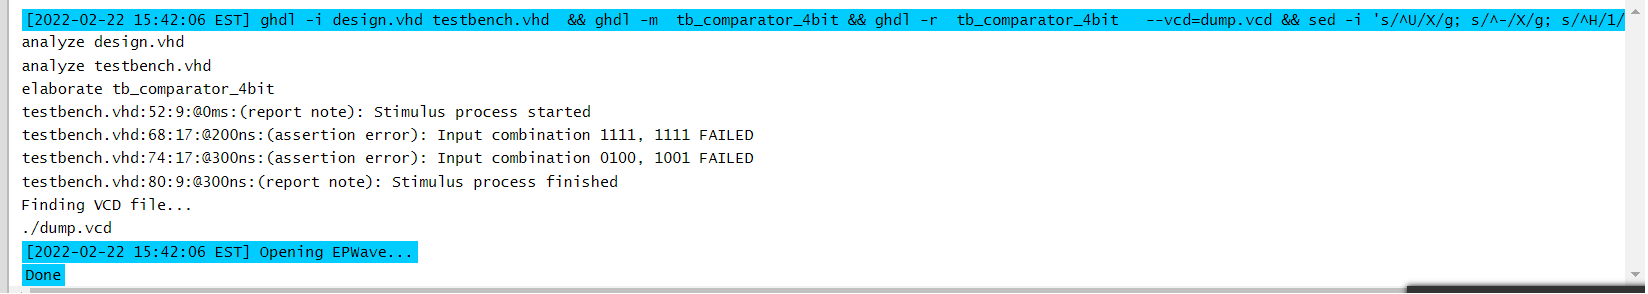 [2022-02-22 15:42:06 EST] ghdl -i design.vhd testbench.vhd  && ghdl -m  tb_comparator_4bit && ghdl -r  tb_comparator_4bit   --vcd=dump.vcd && sed -i 's/^U/X/g; s/^-/X/g; s/^H/1/
analyze design.vhd
analyze testbench.vhd
elaborate tb_comparator_4bit
testbench.vhd:52:9:@0ms:(report note): Stimulus process started
testbench.vhd:68:17:@200ns:(assertion error): Input combination 1111, 1111 FAILED
testbench.vhd:74:17:@300ns:(assertion error): Input combination 0100, 1001 FAILED
testbench.vhd:80:9:@300ns:(report note): Stimulus process finished
Finding VCD file...
./dump.vcd
[2022-02-22 15:42:06 EST] Opening EPWave...
Done